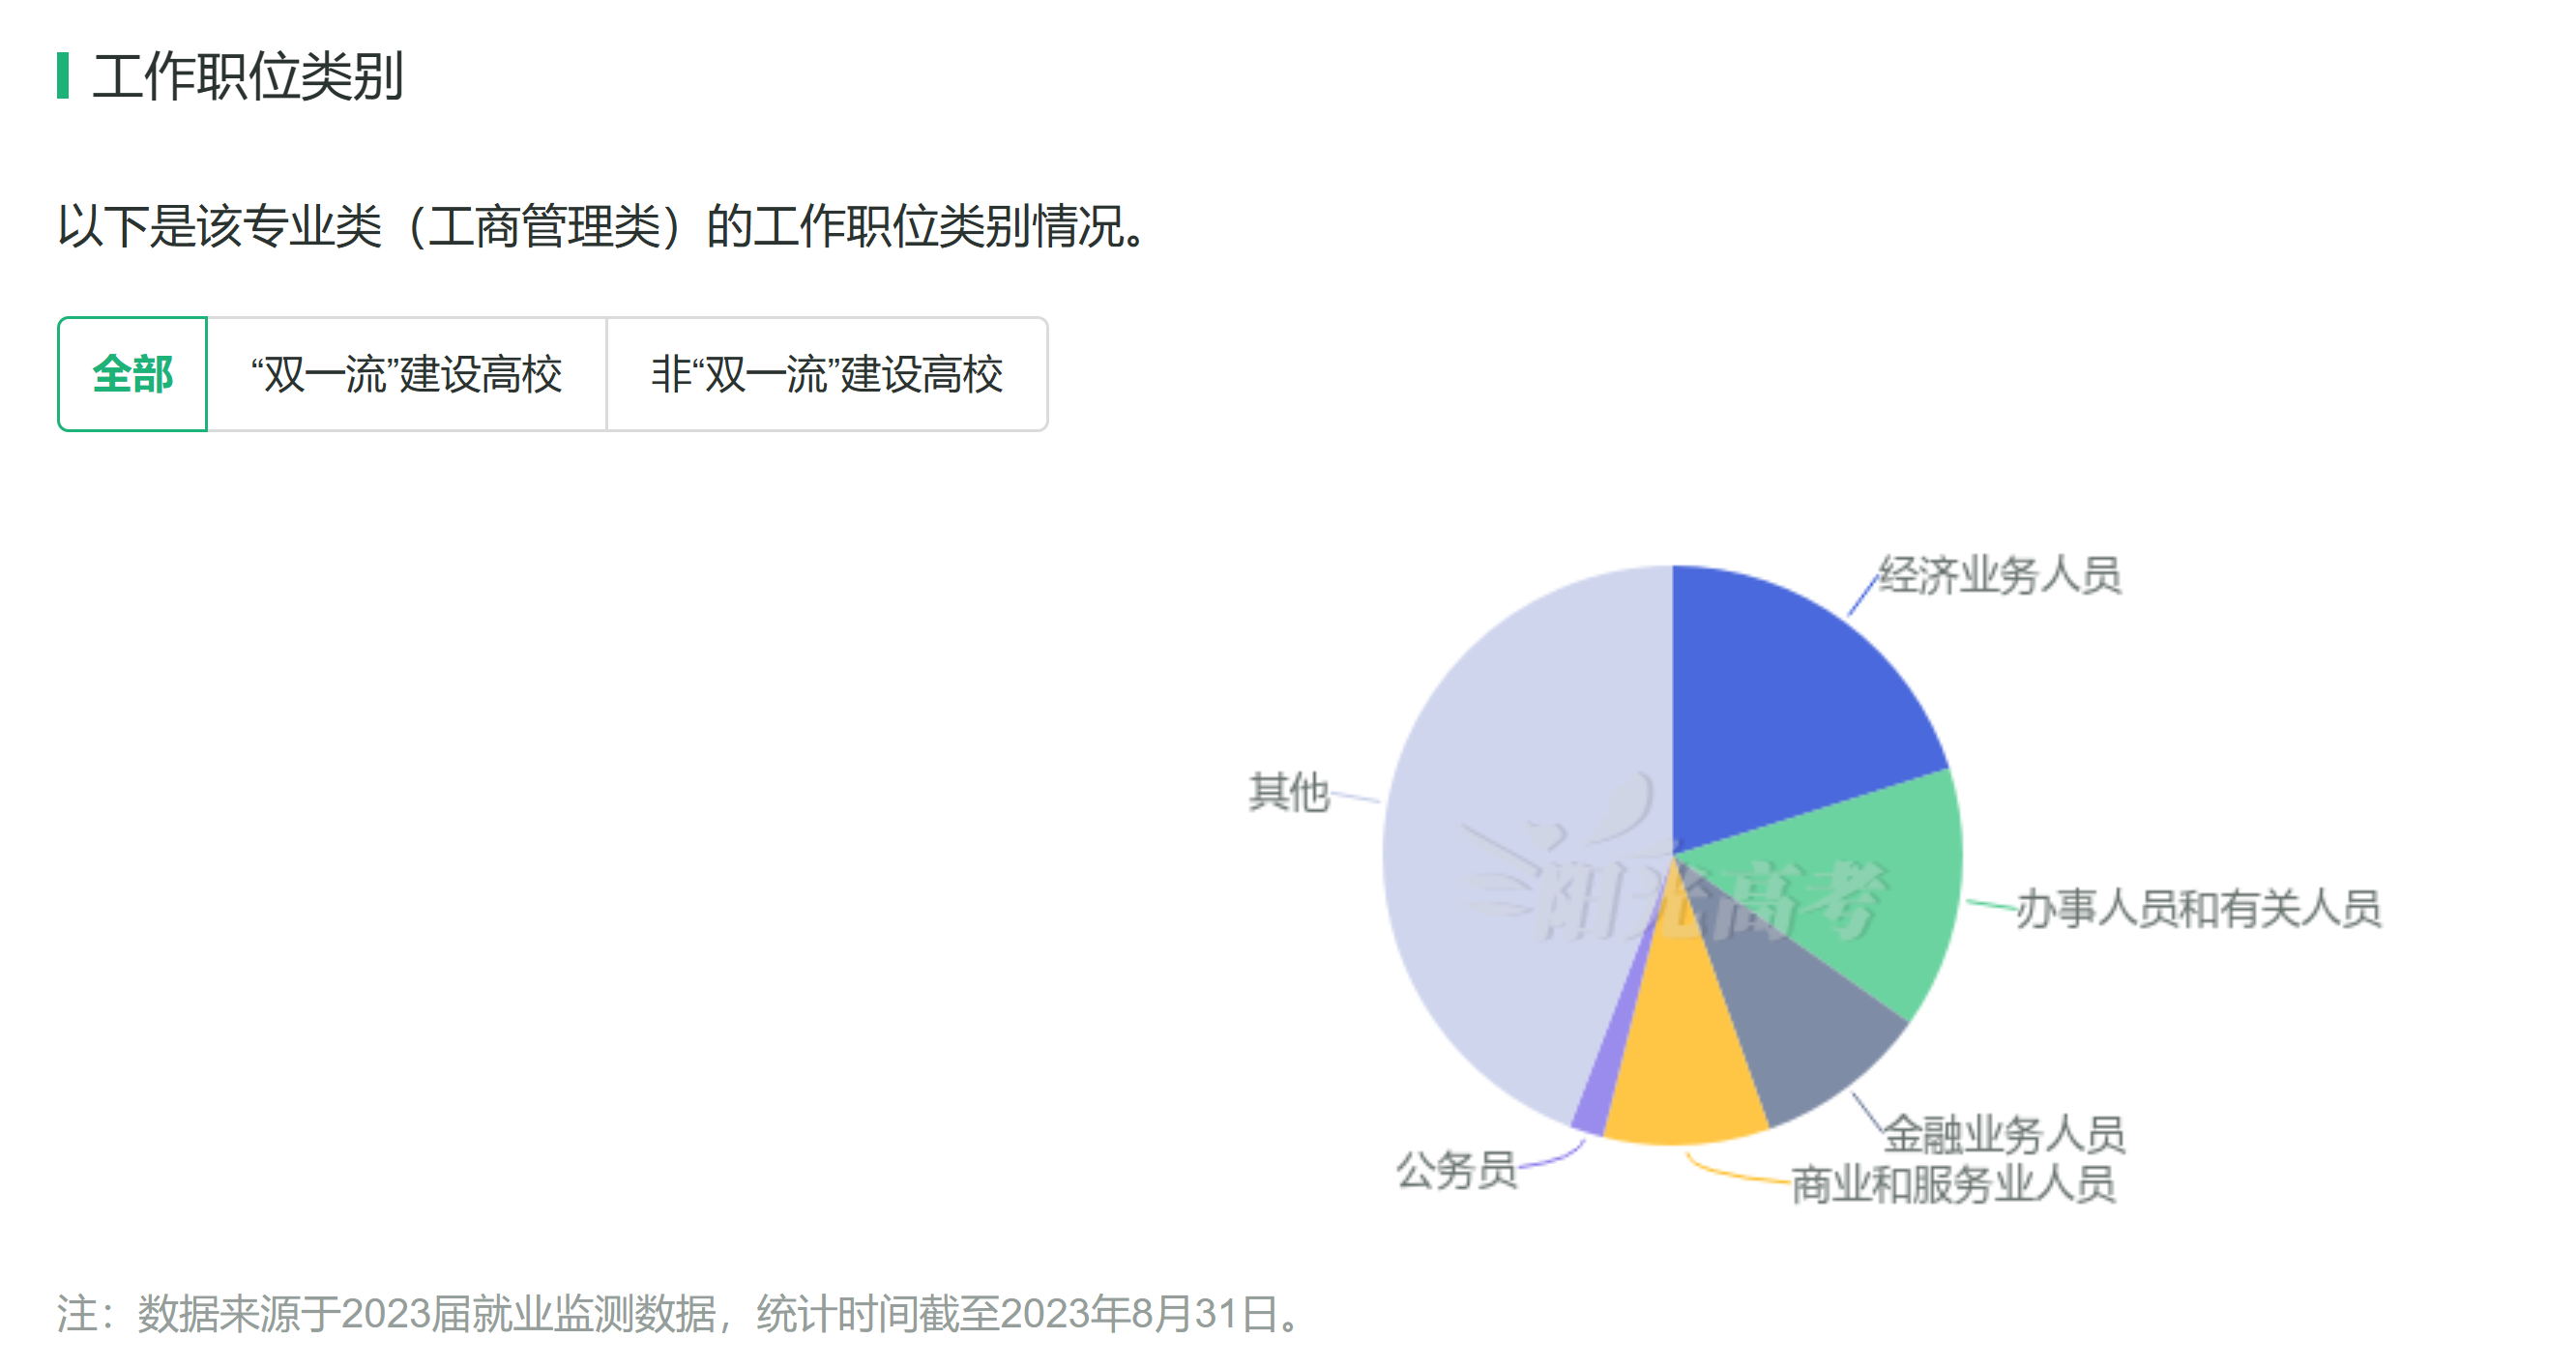 工作职位类别
以下是该专业类（工商管理类）的工作职位类别情况。
全部
“双一流”建设高校
非“双一流”建设高校
经济业务人员
其他
阳光高考
办事人员和有关人员
金融业务人员
公务员
商业和服务业人员
注：数据来源于2023届就业监测数据，统计时间截至2023年8月31日。